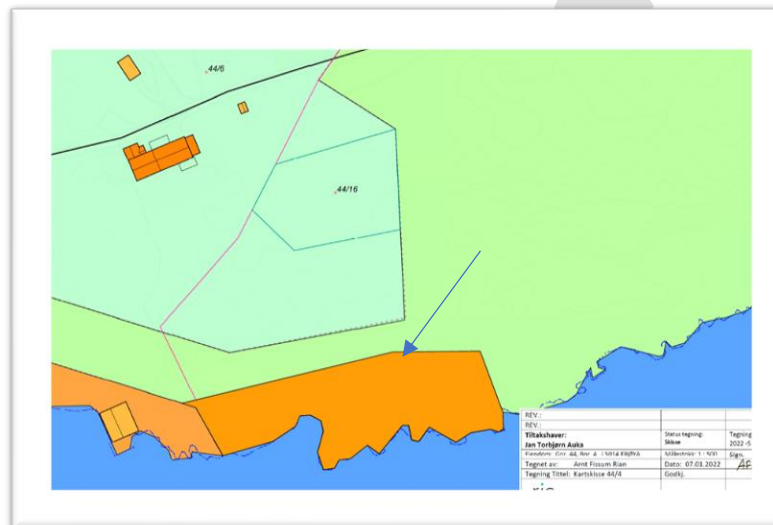 44/6
44/16
REV.:
REV.:
Tiltakshaver:
Jan Torbjørn Auka
Status tegning:
Skisse
Tegning
2022 -S
Målestokk: 1 : 500
Sign.
Tegnet av: Arnt Fissum Rian
Dato: 07.03.2022
Tegning Tittel: Kartskisse 44/4
Godkj.